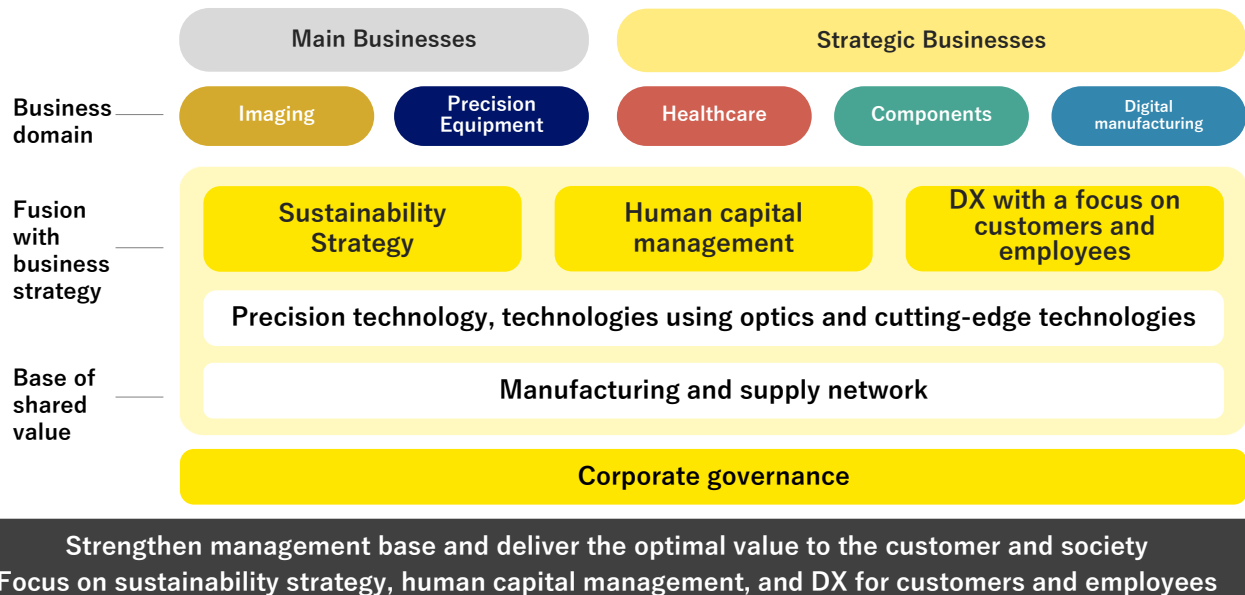 Main Businesses
Strategic Businesses
Business
domain
Imaging
Precision
Equipment
Healthcare
Components
Digital
manufacturing
Fusion
with
business
strategy
Sustainability
Strategy
Human capital
management
DX with a focus on
customers and
employees
Precision technology, technologies using optics and cutting-edge technologies
Base of
shared
value
Manufacturing and supply network
Corporate governance
Strengthen management base and deliver the optimal value to the customer and society
Focus on sustainability strategy, human capital management, and DX for customers and employees